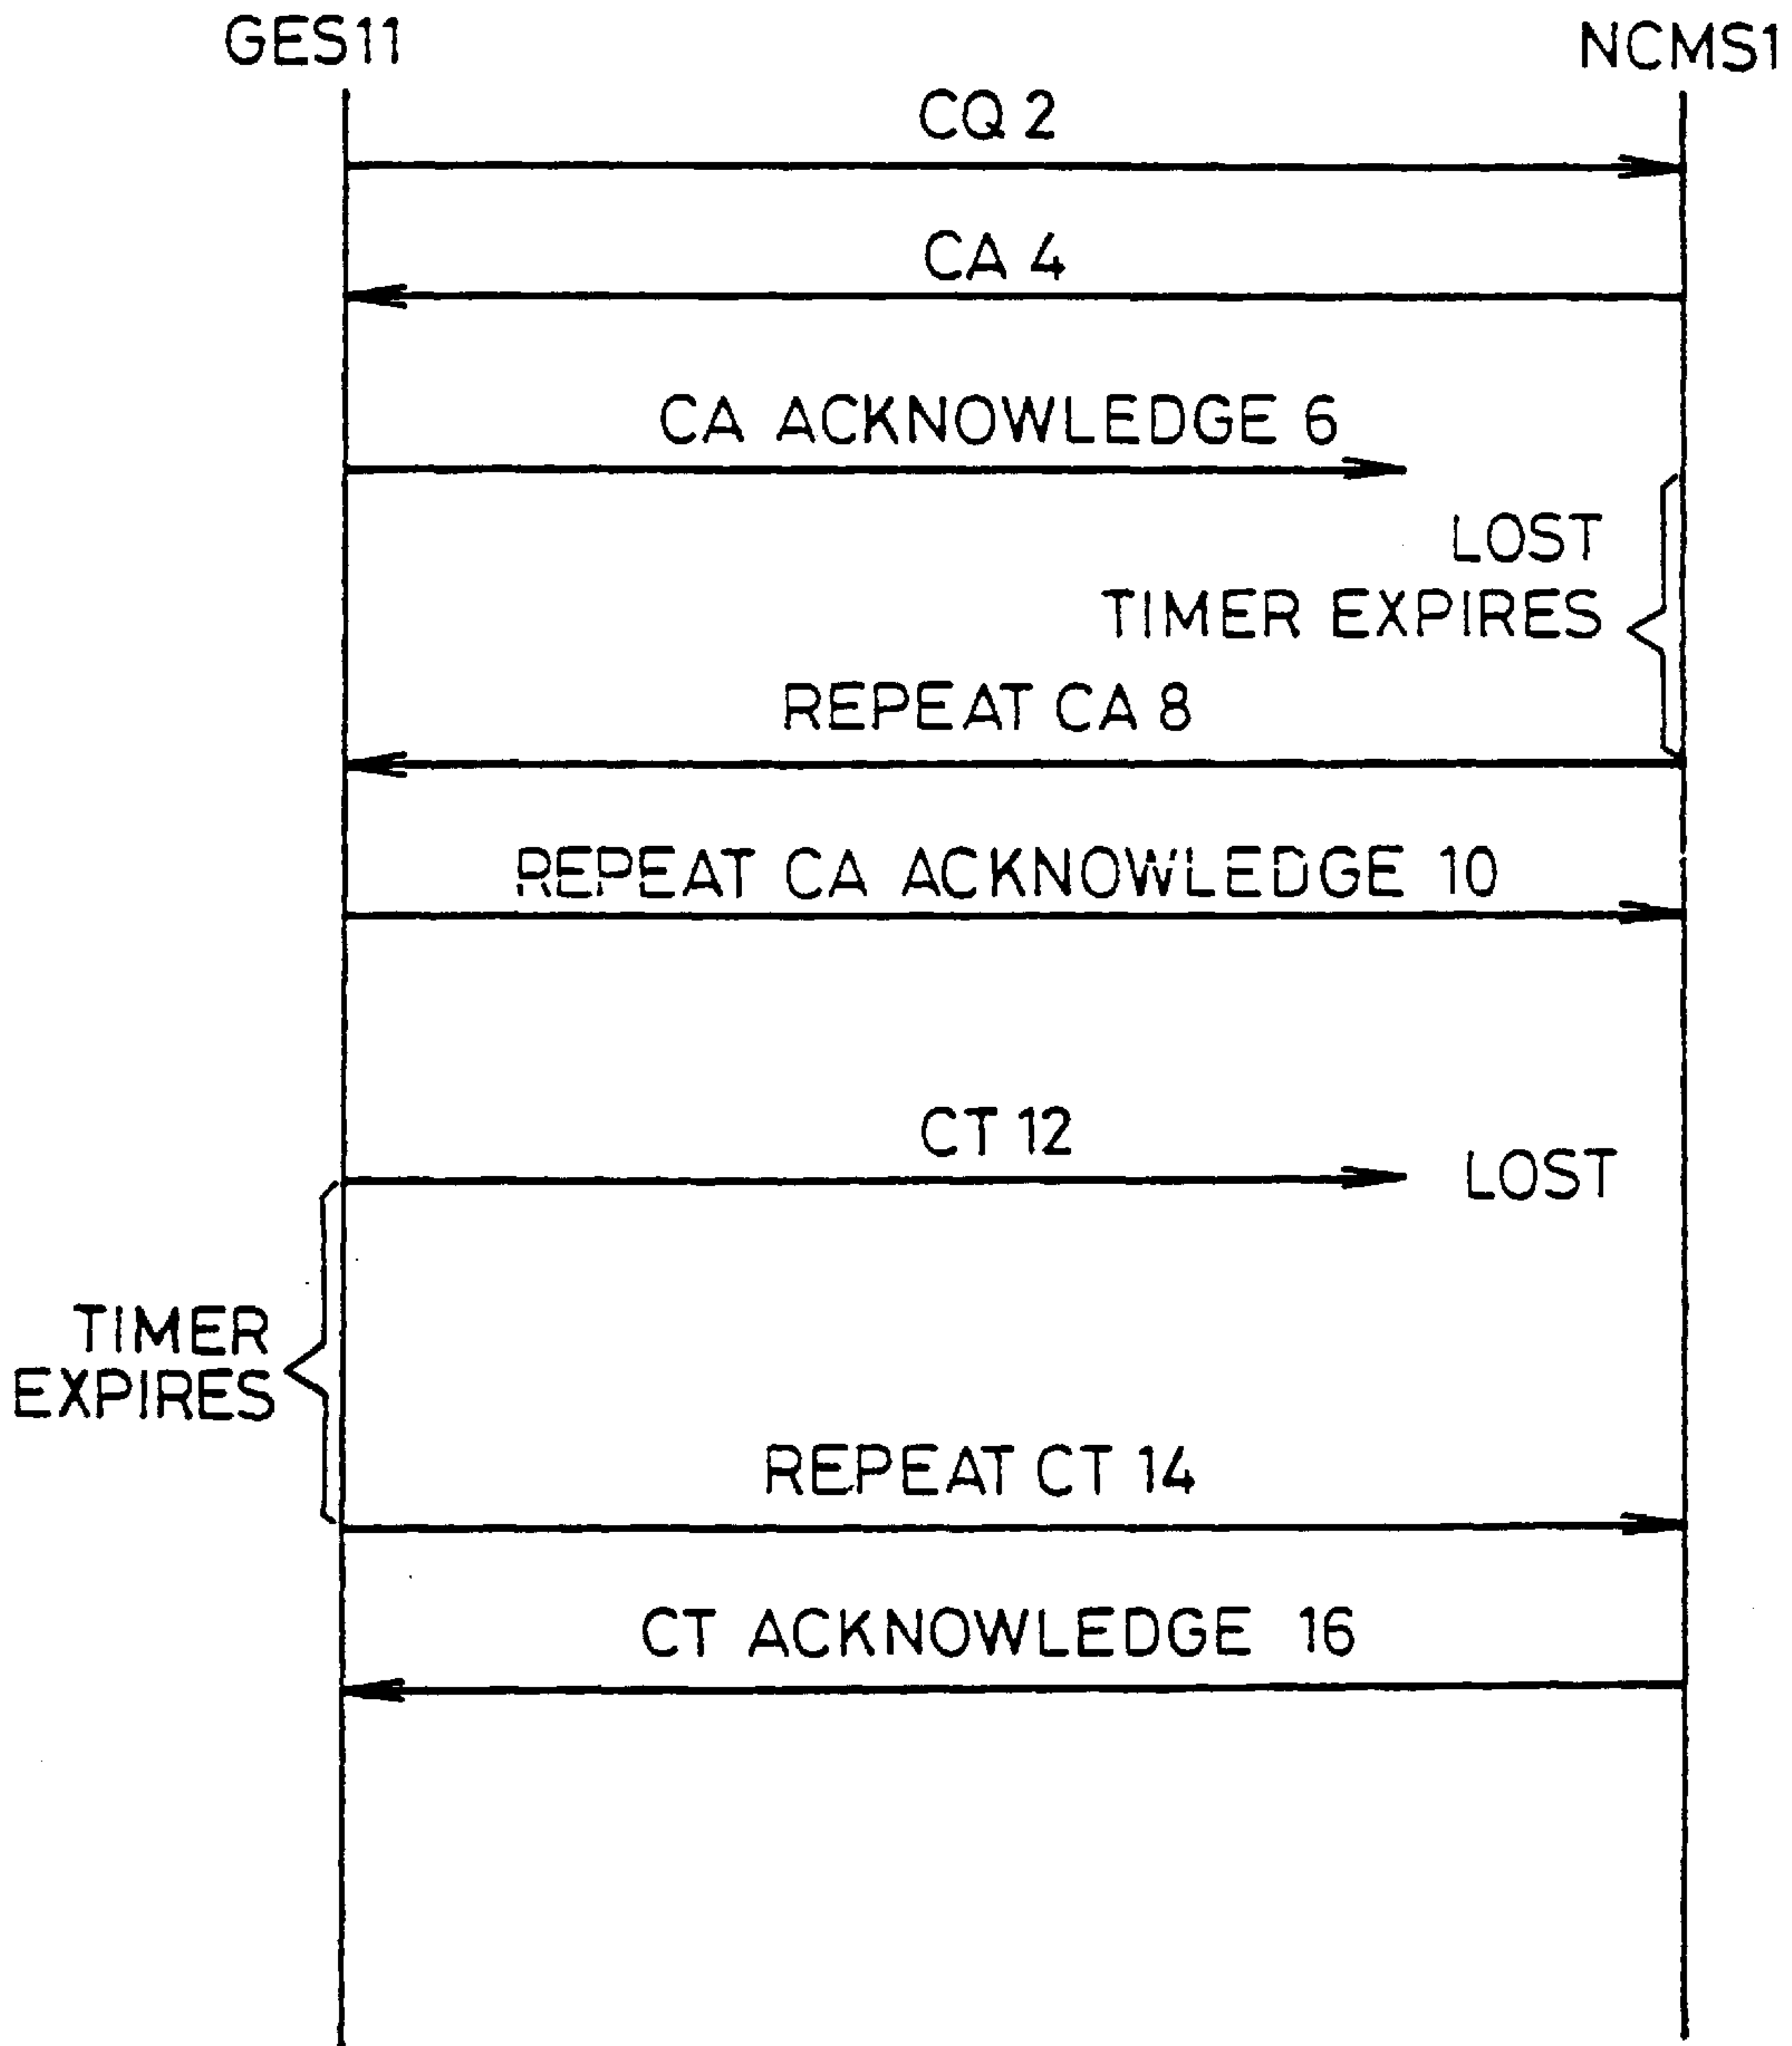 GES11
NCMS1
CQ 2
CA 4
CA ACKNOWLEDGE 6
LOST
TIMER EXPIRES
REPEAT CA 8
REPEAT CA ACKNOWLEDGE 10
CT 12
LOST
TIMER
EXPIRES
REPEAT CT 14
CT ACKNOWLEDGE 16